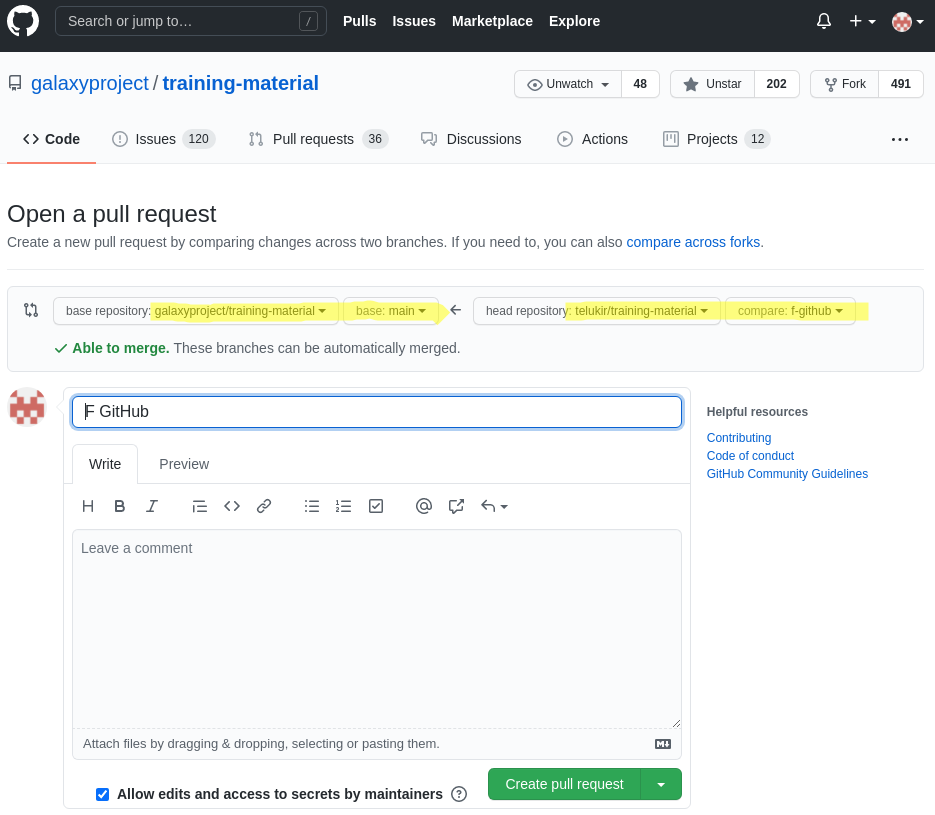 Search or jump to… /
Pulls Issues Marketplace Explore
galaxyproject / training-material
Unwatch 48 Unstar 202 Fork 491
Code Issues 120 Pull requests 36 Discussions Actions Projects 12 ...
Open a pull request
Create a new pull request by comparing changes across two branches. If you need to, you can also compare across forks.
base repository: galaxyproject/training-material base: main ← head repository: telukir/training-material compare: f-github
Able to merge. These branches can be automatically merged.
F GitHub
Helpful resources
Contributing
Code of conduct
GitHub Community Guidelines
Write Preview
H B I @
Leave a comment
Attach files by dragging & dropping, selecting or pasting them.
Create pull request
Allow edits and access to secrets by maintainers ?